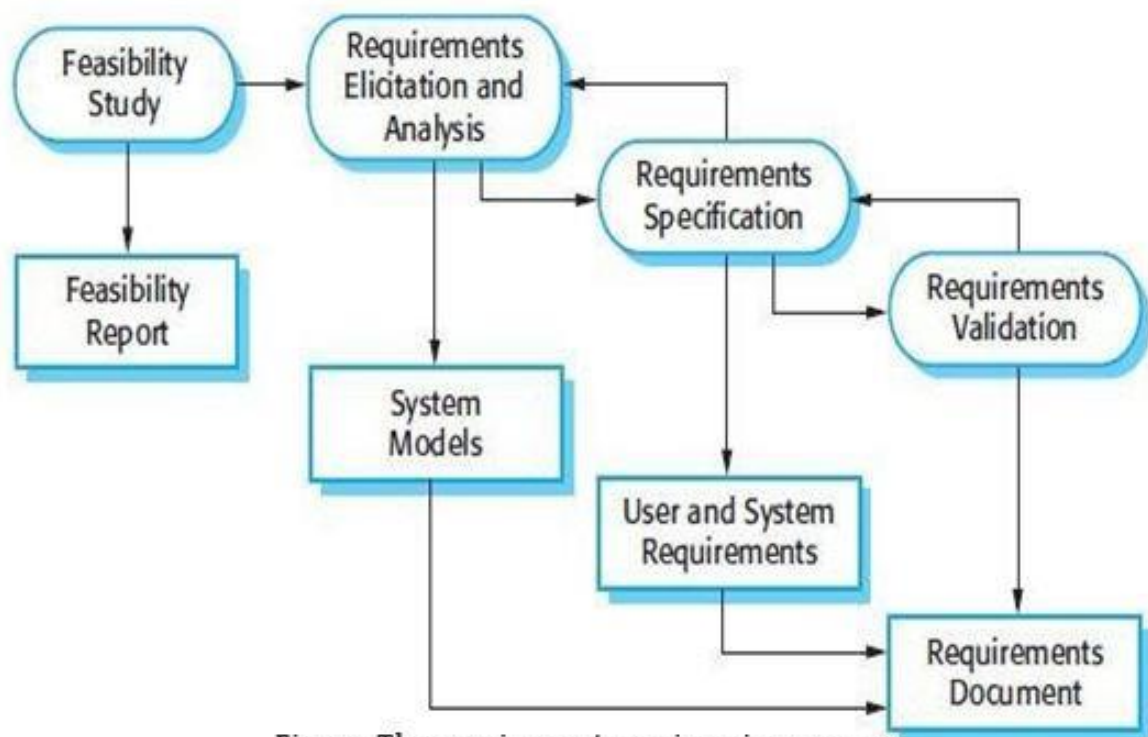 Feasibility
Study
Requirements
Elicitation and
Analysis
Requirements
Specification
Requirements
Validation
Feasibility
Report
System
Models
User and System
Requirements
Requirements
Document